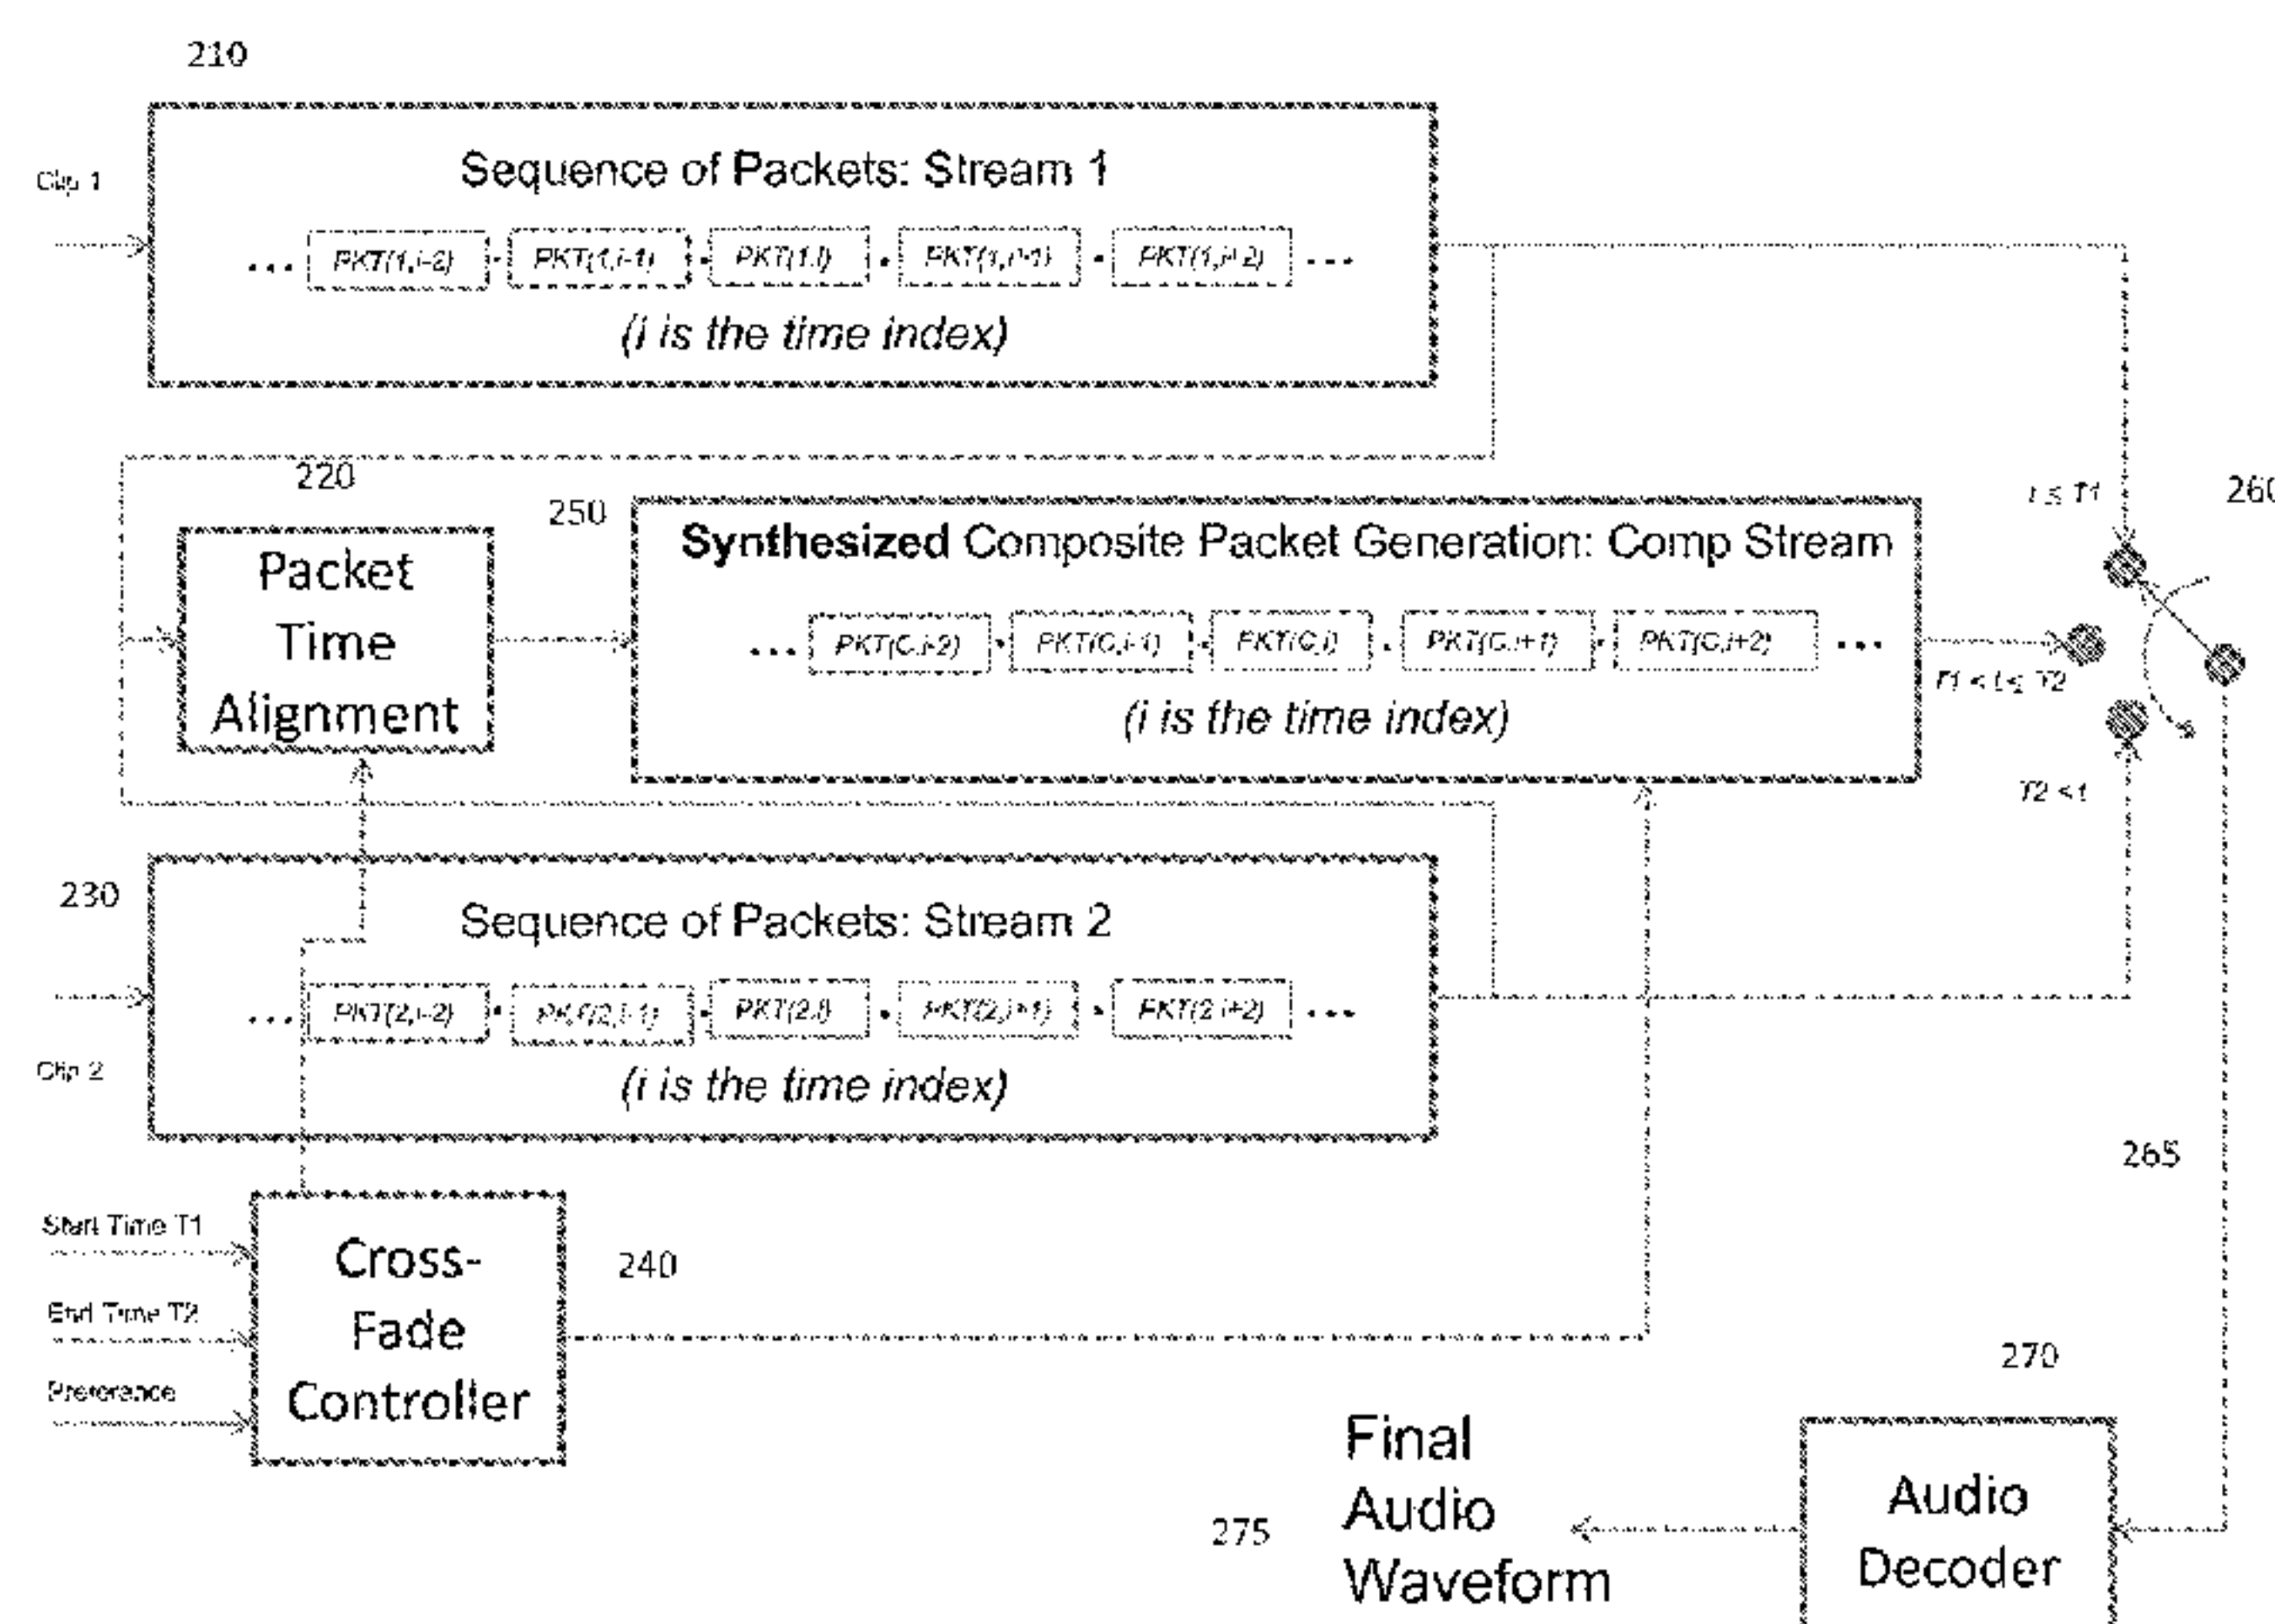 210
Clip 1
Sequence of Packets: Stream 1
... PKT(1,i-2) PKT(1,i-1) PKT(1,i) PKT(1,i+1) PKT(1,i+2) ...
(i is the time index)
220
250
Packet
Time
Alignment
Synthesized Composite Packet Generation: Comp Stream
... PKT(C,i-2) PKT(C,i-1) PKT(C,i) PKT(C,i+1) PKT(C,i+2) ...
(i is the time index)
t ≤ T1
260
T1 < t ≤ T2
T2 < t
230
Clip 2
Sequence of Packets: Stream 2
... PKT(2,i-2) PKT(2,i-1) PKT(2,i) PKT(2,i+1) PKT(2,i+2) ...
(i is the time index)
265
Start Time T1
End Time T2
Preference
Cross-
Fade
Controller
240
270
Audio
Decoder
275
Final
Audio
Waveform